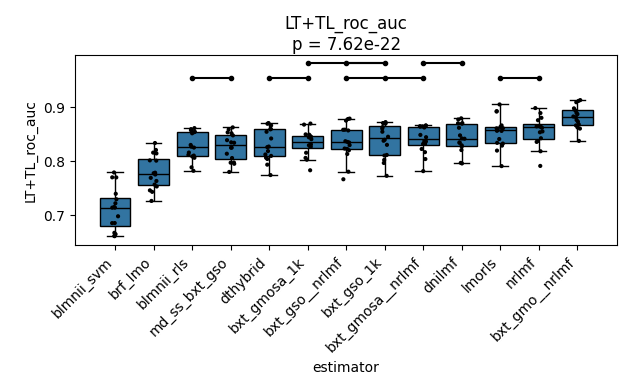 LT+TL_roc_auc
p = 7.62e-22
LT+TL_roc_auc
0.9
0.8
0.7
blmnii_svm
brf_lmo
blmnii_rls
md_ss_bxt_gso
dthybrid
bxt_gmosa_1k
bxt_gso__nrlmf
bxt_gso_1k
bxt_gmosa__nrlmf
dnilmf
lmorls
nrlmf
bxt_gmo__nrlmf
estimator